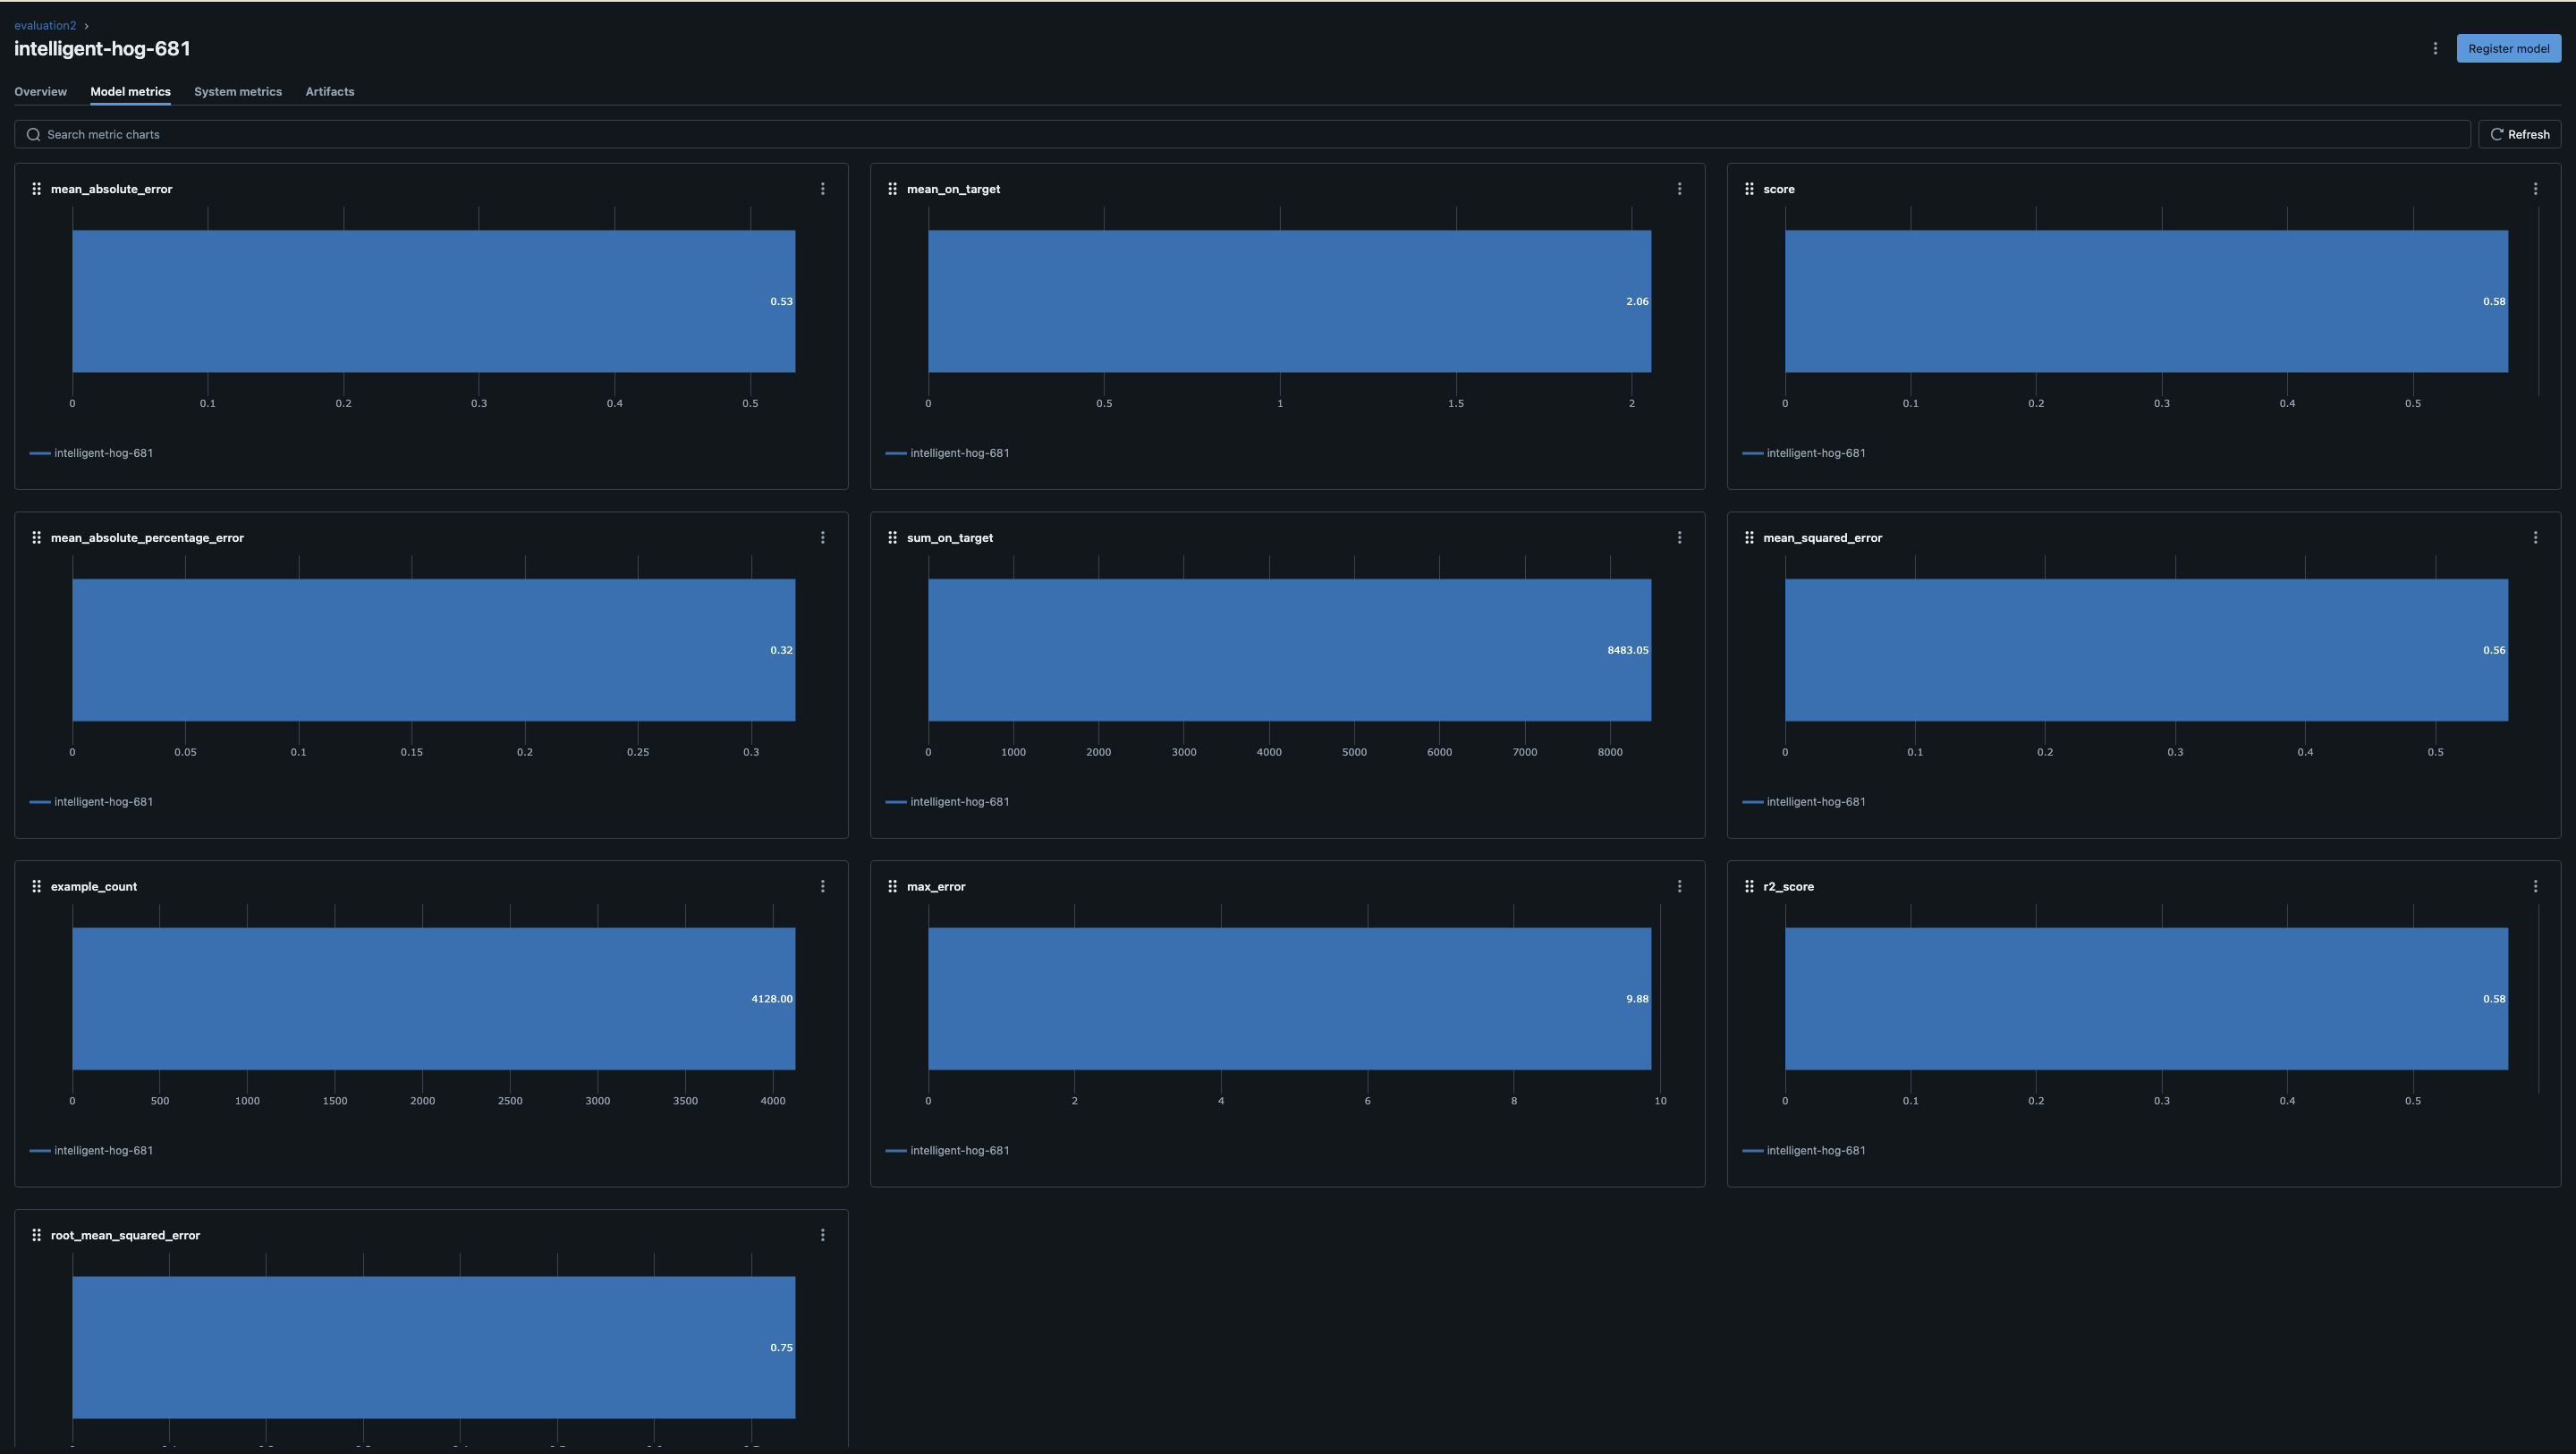 evaluation2 ›
intelligent-hog-681
Register model
Overview Model metrics System metrics Artifacts
Search metric charts
Refresh
mean_absolute_error
0.53
0 0.1 0.2 0.3 0.4 0.5
intelligent-hog-681
mean_on_target
2.06
0 0.5 1 1.5 2
intelligent-hog-681
score
0.58
0 0.1 0.2 0.3 0.4 0.5
intelligent-hog-681
mean_absolute_percentage_error
0.32
0 0.05 0.1 0.15 0.2 0.25 0.3
intelligent-hog-681
sum_on_target
8483.05
0 1000 2000 3000 4000 5000 6000 7000 8000
intelligent-hog-681
mean_squared_error
0.56
0 0.1 0.2 0.3 0.4 0.5
intelligent-hog-681
example_count
4128.00
0 500 1000 1500 2000 2500 3000 3500 4000
intelligent-hog-681
max_error
9.88
0 2 4 6 8 10
intelligent-hog-681
r2_score
0.58
0 0.1 0.2 0.3 0.4 0.5
intelligent-hog-681
root_mean_squared_error
0.75